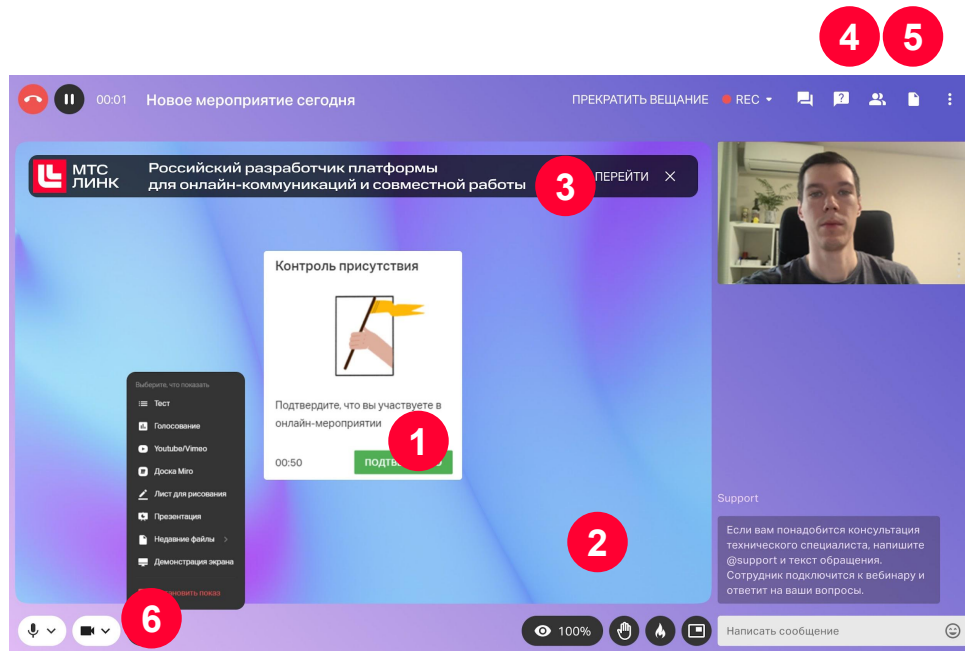 4 5
00:01 Новое мероприятие сегодня ПРЕКРАТИТЬ ВЕЩАНИЕ REC
МТС
ЛИНК
Российский разработчик платформы
для онлайн-коммуникаций и совместной работы
3
ПЕРЕЙТИ
Контроль присутствия
Подтвердите, что вы участвуете в
онлайн-мероприятии
1
00:50
Выберите, что показать
Тест
Голосование
Youtube/Vimeo
Доска Miro
Лист для рисования
Презентация
Недавние файлы
Демонстрация экрана
показ
2
6
100%
Support
Если вам понадобится консультация
технического специалиста, напишите
@support и текст обращения.
Сотрудник подключится к вебинару и
ответит на ваши вопросы.
Написать сообщение